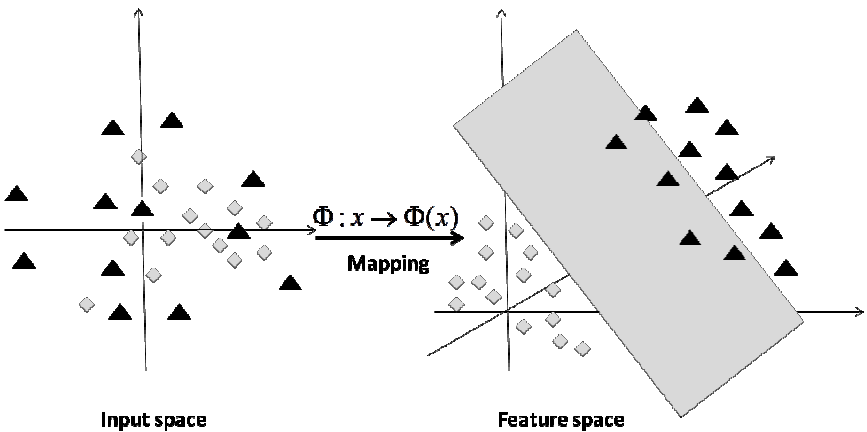 Φ : x → Φ(x)
Mapping
Input space
Feature space